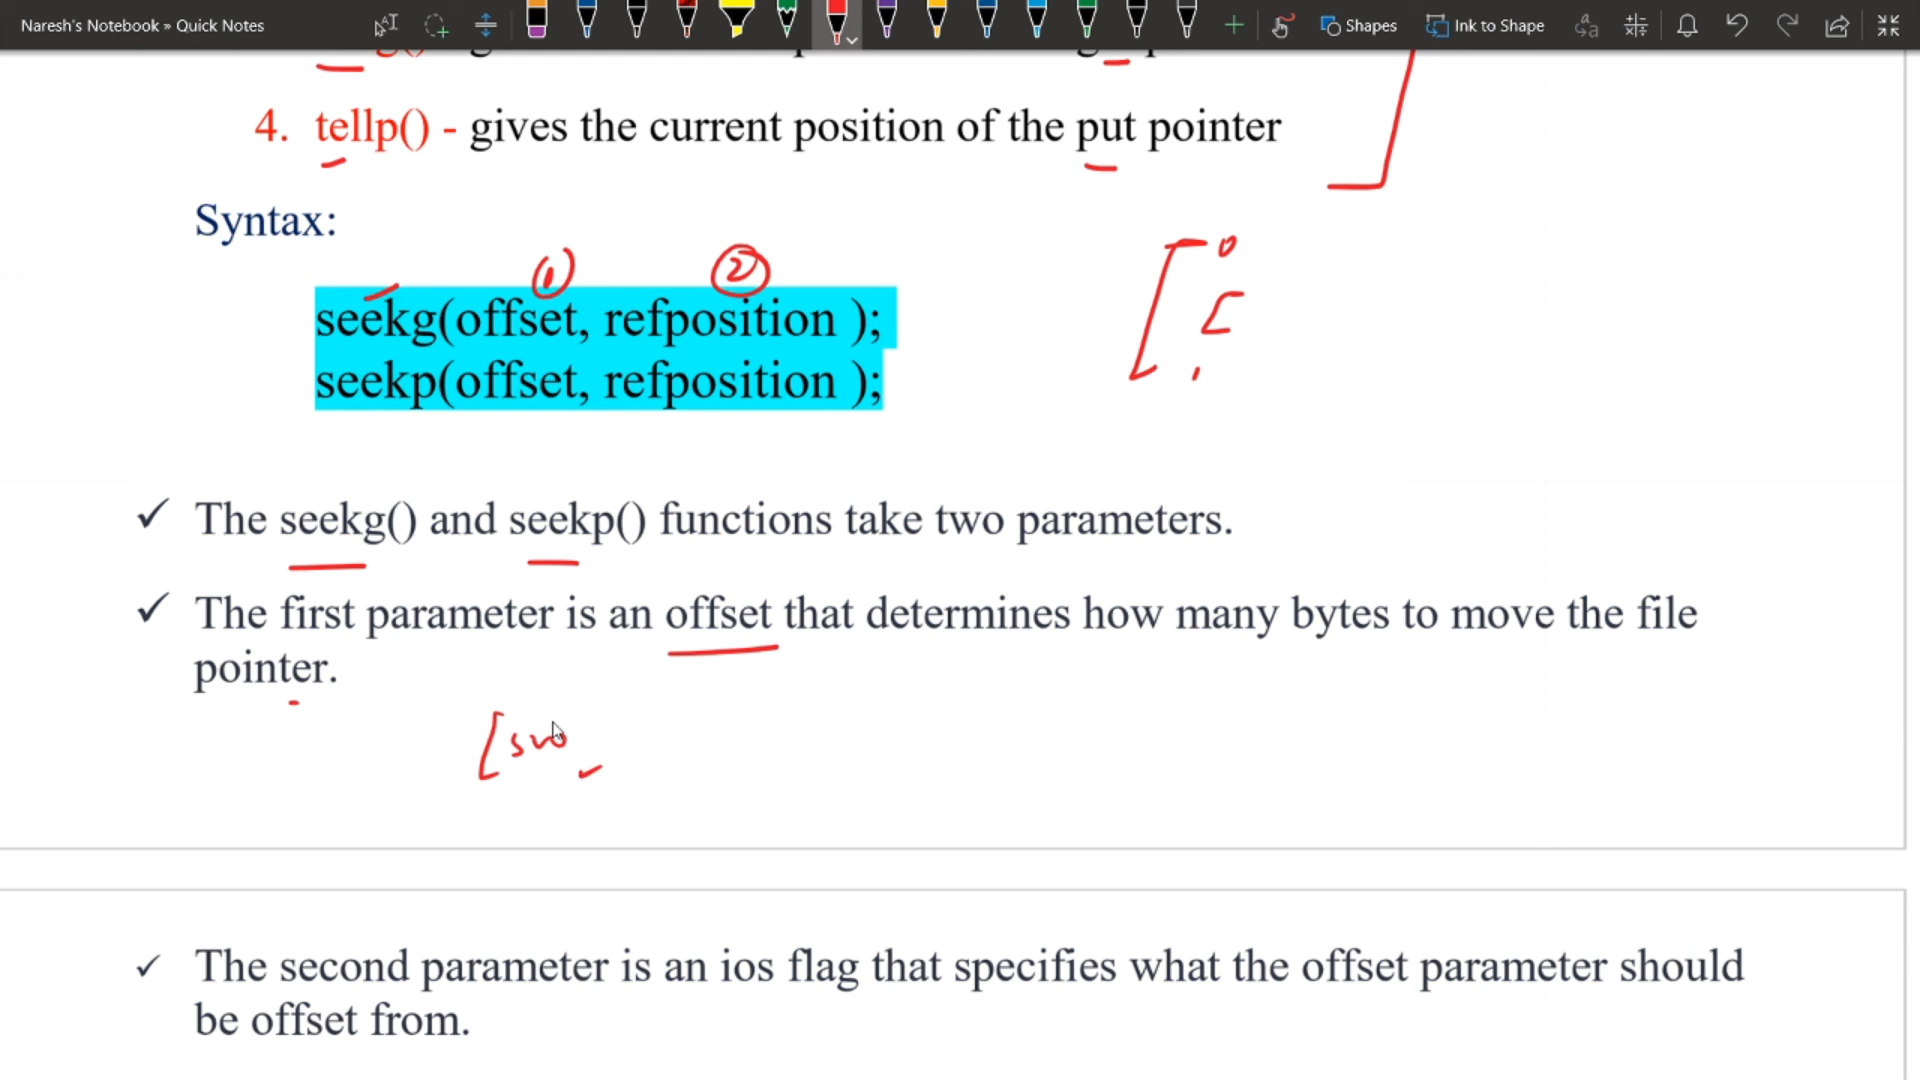 Naresh's Notebook » Quick Notes
Shapes
Ink to Shape
4. tellp() - gives the current position of the put pointer
Syntax:
1 2
seekg(offset, refposition );
seekp(offset, refposition );
✓ The seekg() and seekp() functions take two parameters.
✓ The first parameter is an offset that determines how many bytes to move the file
pointer.
✓ The second parameter is an ios flag that specifies what the offset parameter should
be offset from.